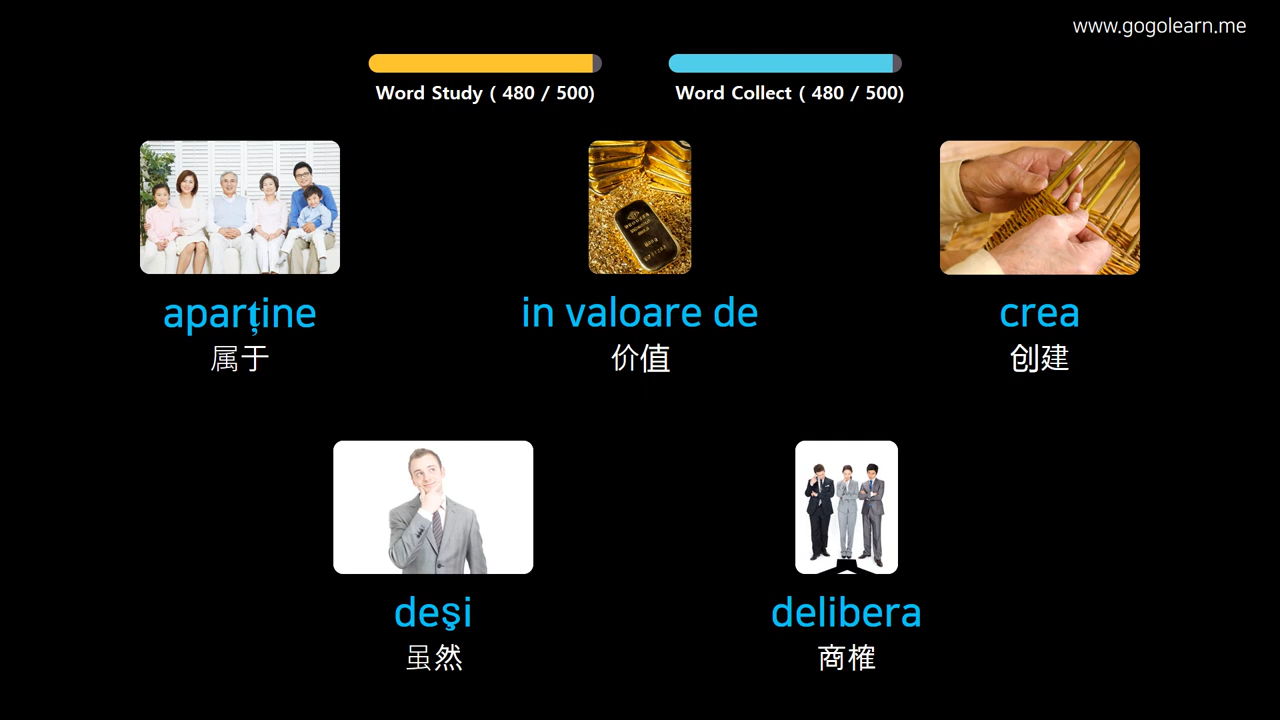 www.gogolearn.me
Word Study ( 480 / 500)
Word Collect ( 480 / 500)
aparține
属于
in valoare de
价值
crea
创建
deşi
虽然
delibera
商榷